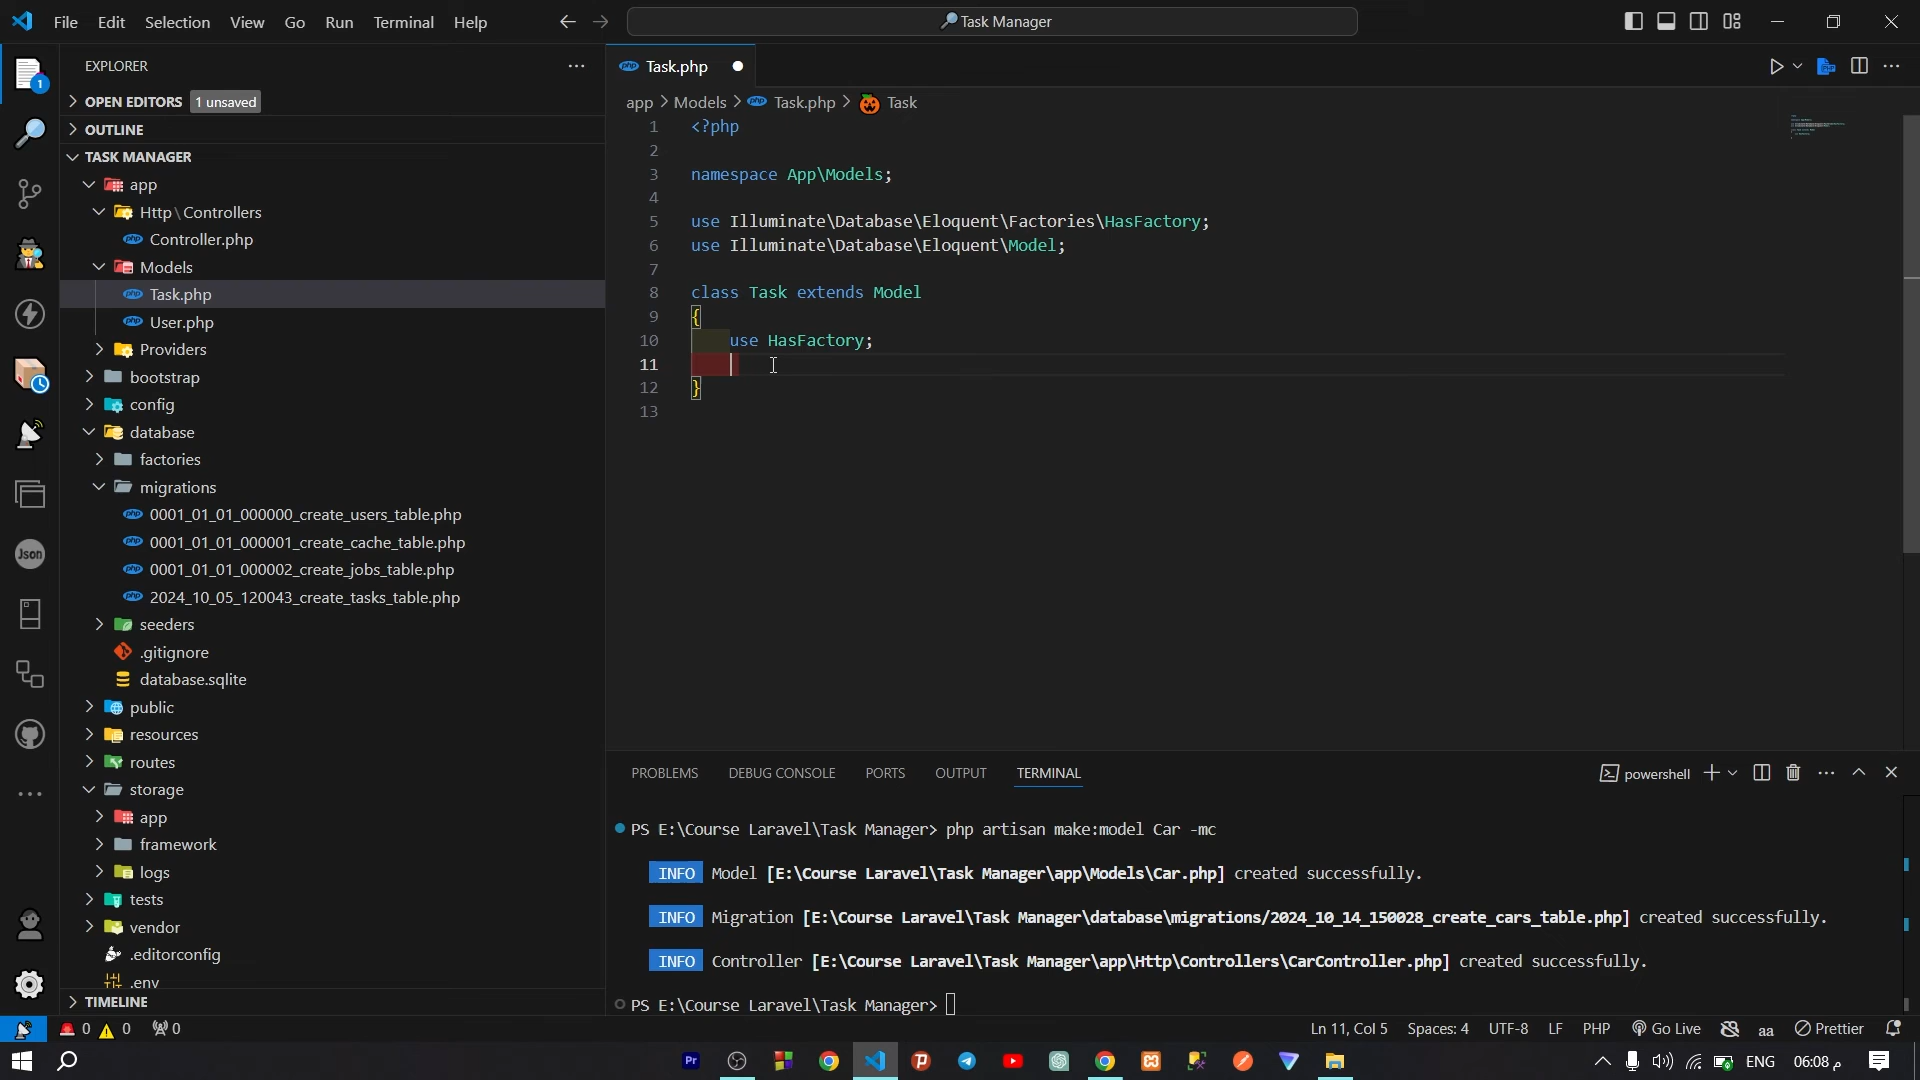 File Edit Selection View Go Run Terminal Help
Task Manager
EXPLORER
OPEN EDITORS 1 unsaved
OUTLINE
TASK MANAGER
app
Http\Controllers
Controller.php
Models
Task.php
User.php
Providers
bootstrap
config
database
factories
migrations
0001_01_01_000000_create_users_table.php
0001_01_01_000001_create_cache_table.php
0001_01_01_000002_create_jobs_table.php
2024_10_05_120043_create_tasks_table.php
seeders
.gitignore
database.sqlite
public
resources
routes
storage
app
framework
logs
tests
vendor
.editorconfig
.env
TIMELINE
1
Json
php Task.php
app > Models > php Task.php > Task
1 <?php
2
3 namespace App\Models;
4
5 use Illuminate\Database\Eloquent\Factories\HasFactory;
6 use Illuminate\Database\Eloquent\Model;
7
8 class Task extends Model
9 {
10 use HasFactory;
11
12 }
13
PROBLEMS DEBUG CONSOLE PORTS OUTPUT TERMINAL
powershell
PS E:\Course Laravel\Task Manager> php artisan make:model Car -mc
INFO Model [E:\Course Laravel\Task Manager\app\Models\Car.php] created successfully.
INFO Migration [E:\Course Laravel\Task Manager\database\migrations/2024_10_14_150028_create_cars_table.php] created successfully.
INFO Controller [E:\Course Laravel\Task Manager\app\Http\Controllers\CarController.php] created successfully.
PS E:\Course Laravel\Task Manager>
0 0 0
Ln 11, Col 5 Spaces: 4 UTF-8 LF PHP Go Live aa Prettier
Pr
ENG 06:08 م